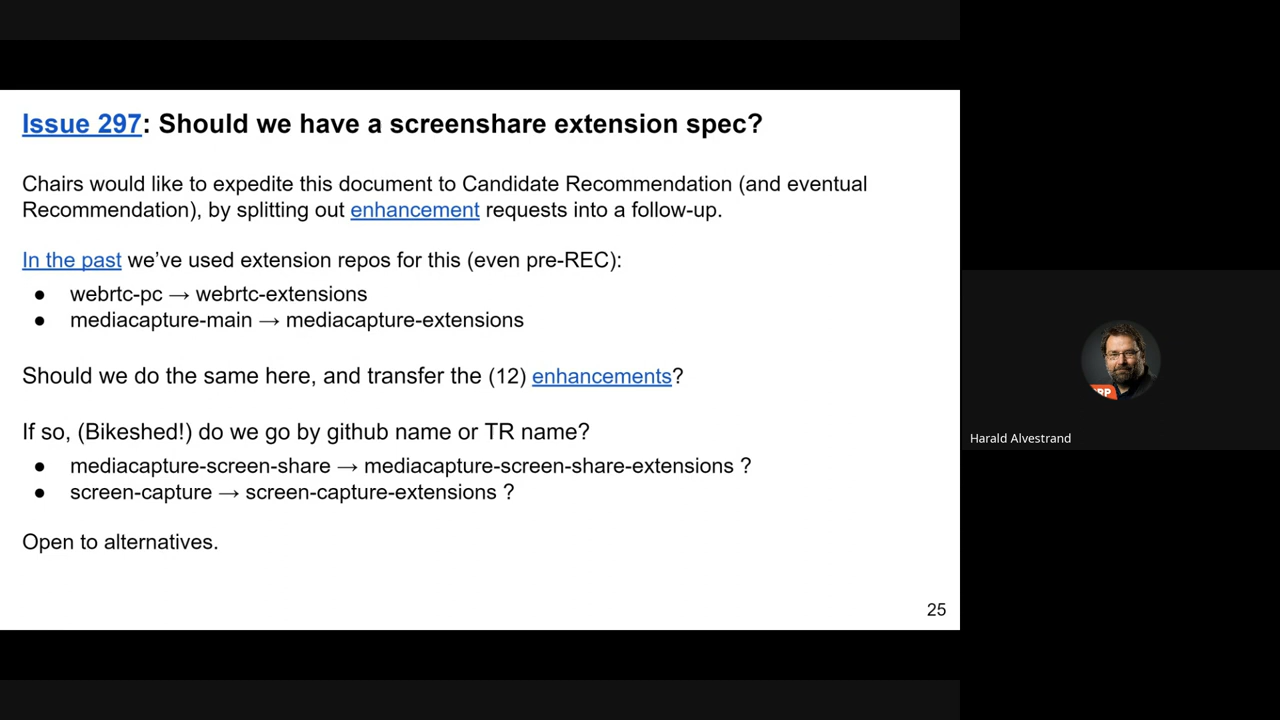 Issue 297: Should we have a screenshare extension spec?
Chairs would like to expedite this document to Candidate Recommendation (and eventual
Recommendation), by splitting out enhancement requests into a follow-up.
In the past we’ve used extension repos for this (even pre-REC):
● webrtc-pc → webrtc-extensions
● mediacapture-main → mediacapture-extensions
Should we do the same here, and transfer the (12) enhancements?
If so, (Bikeshed!) do we go by github name or TR name?
● mediacapture-screen-share → mediacapture-screen-share-extensions ?
● screen-capture → screen-capture-extensions ?
Open to alternatives.
25
Harald Alvestrand